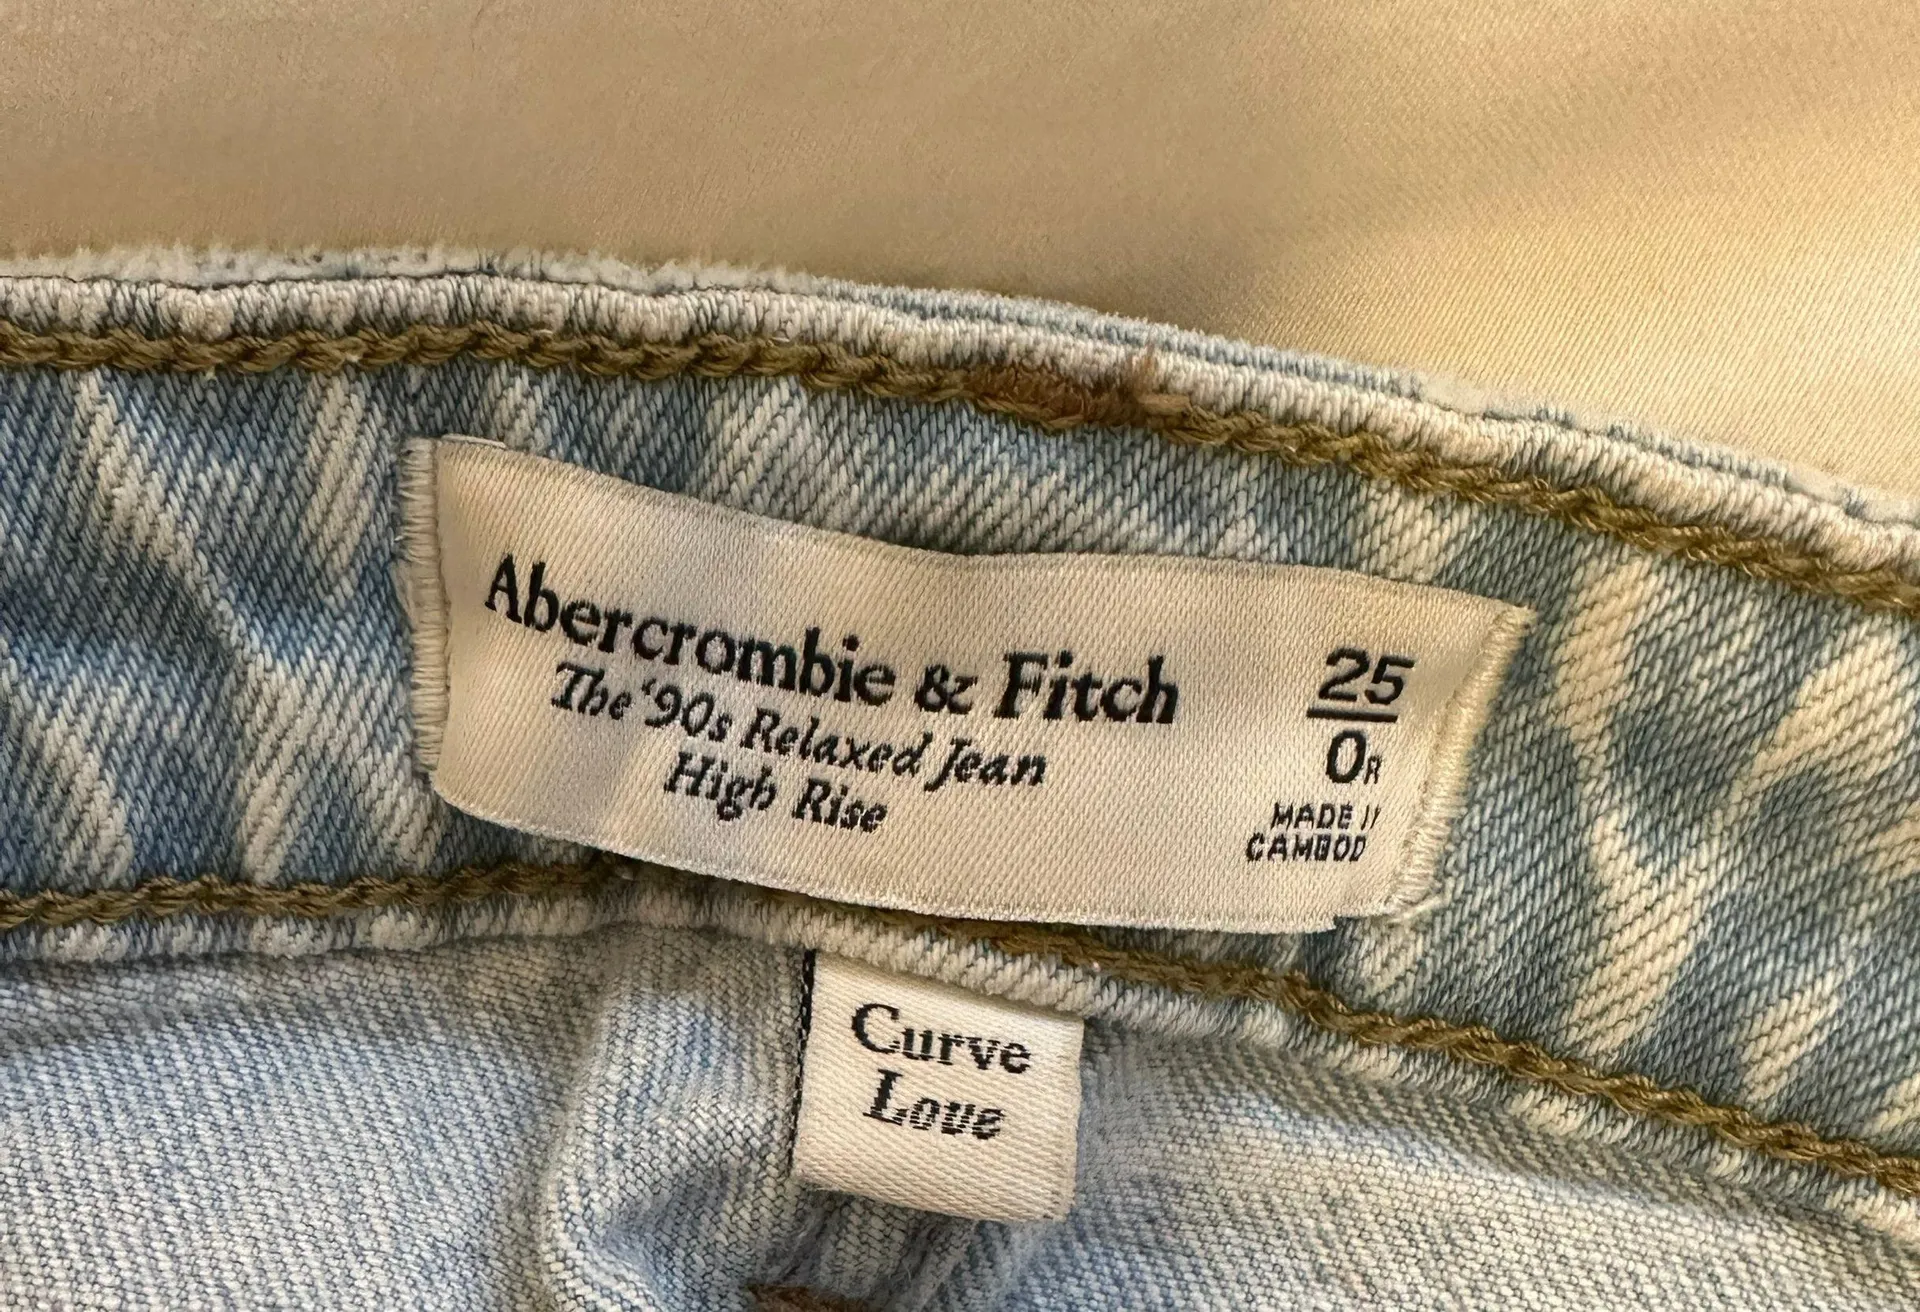 Abercrombie & Fitch
The '90s Relaxed Jean
High Rise
25
0R
MADE
CAMBOD
Curve
Love